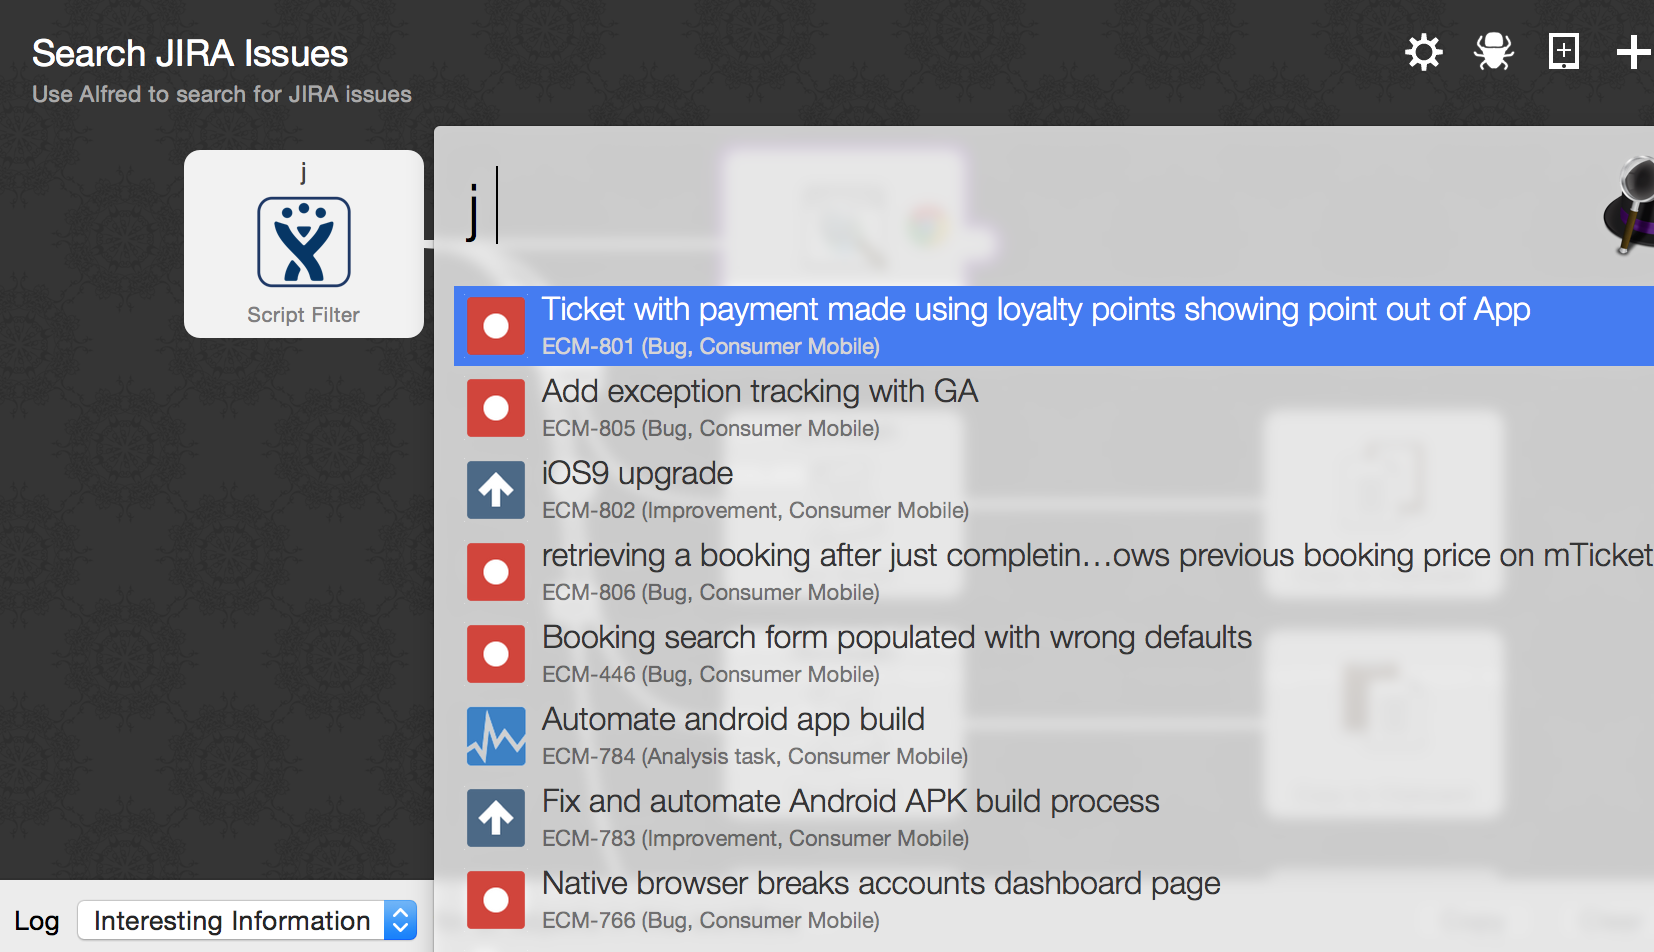 Search JIRA Issues
Use Alfred to search for JIRA issues
j
Script Filter
j
Ticket with payment made using loyalty points showing point out of App
ECM-801 (Bug, Consumer Mobile)
Add exception tracking with GA
ECM-805 (Bug, Consumer Mobile)
iOS9 upgrade
ECM-802 (Improvement, Consumer Mobile)
retrieving a booking after just completin…ows previous booking price on mTicket
ECM-806 (Bug, Consumer Mobile)
Booking search form populated with wrong defaults
ECM-446 (Bug, Consumer Mobile)
Automate android app build
ECM-784 (Analysis task, Consumer Mobile)
Fix and automate Android APK build process
ECM-783 (Improvement, Consumer Mobile)
Native browser breaks accounts dashboard page
ECM-766 (Bug, Consumer Mobile)
Log Interesting Information